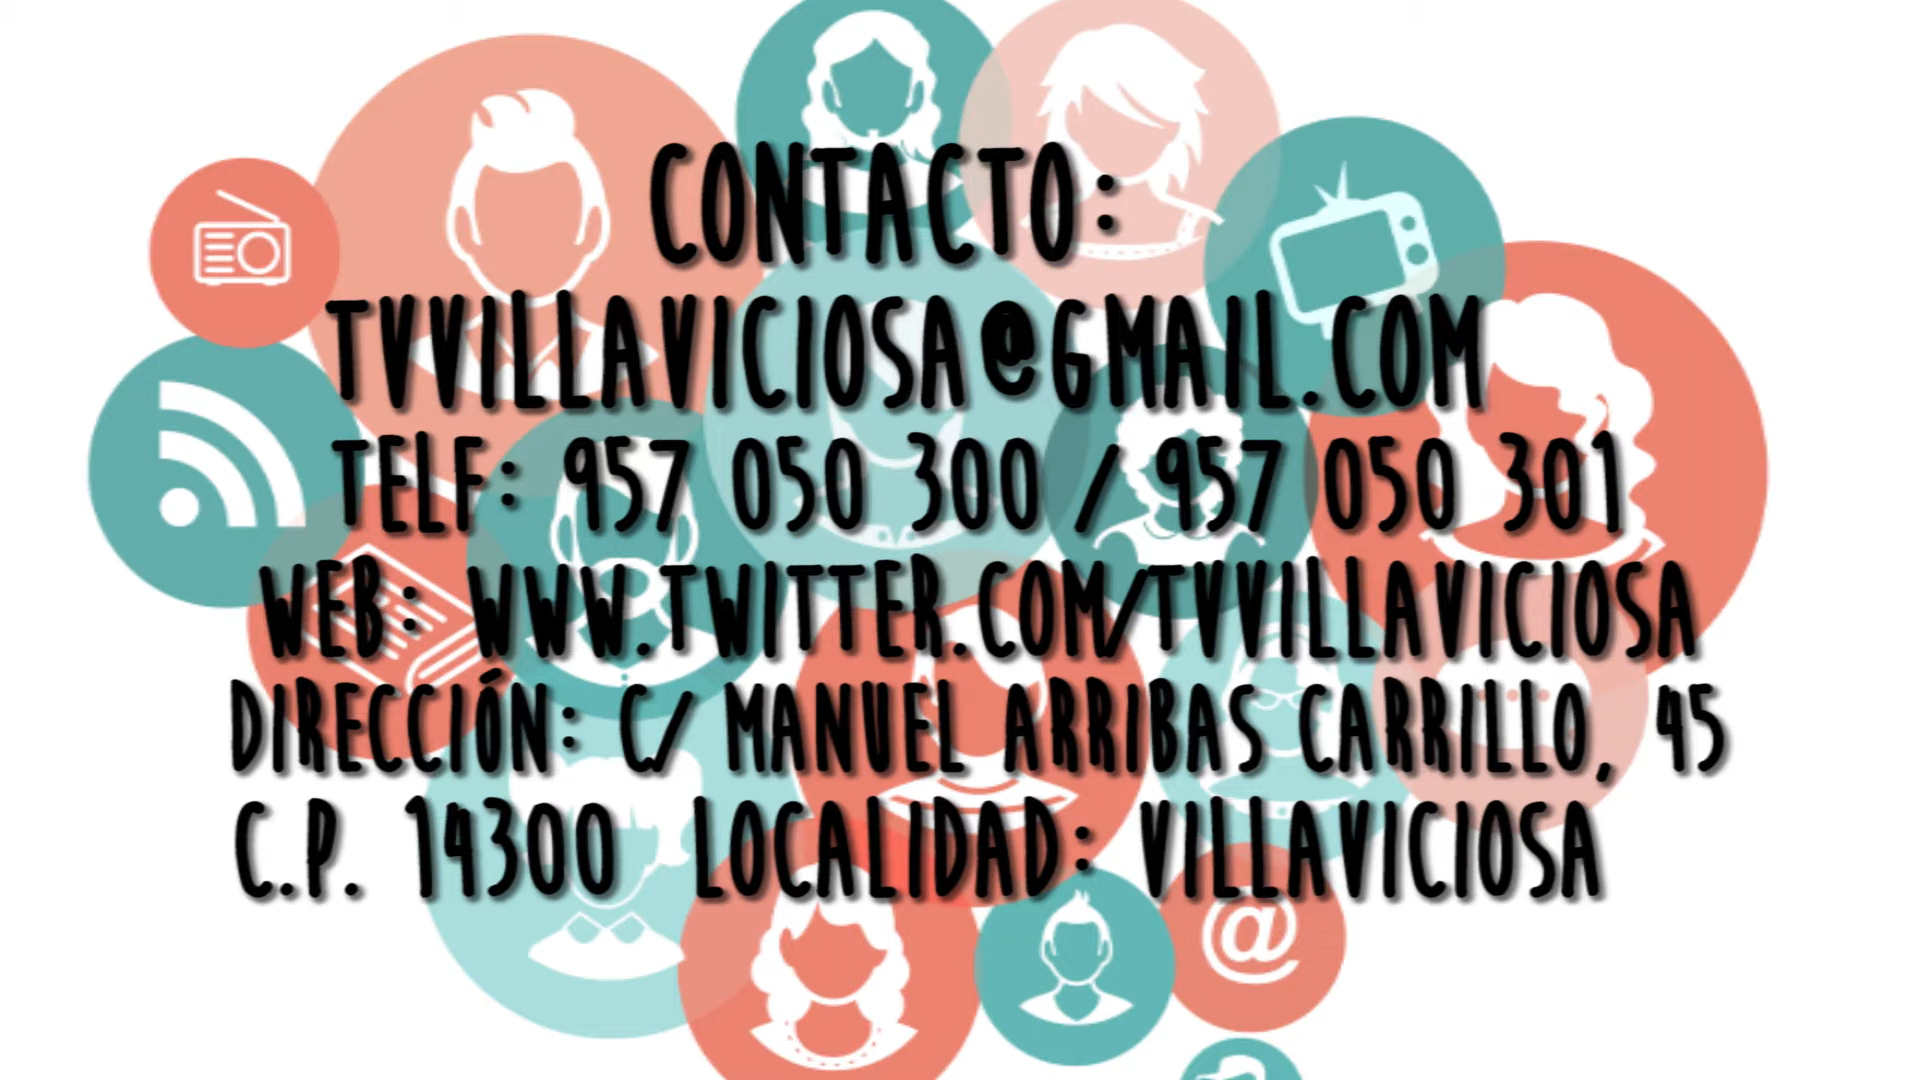 CONTACTO:
TVVILLAVICIOSA@GMAIL.COM
TELF: 957 050 300 / 957 050 301
WEB: WWW.TWITTER.COM/TVVILLAVICIOSA
DIRECCIÓN: C/ MANUEL ARRIBAS CARRILLO, 45
C.P. 14300 LOCALIDAD: VILLAVICIOSA
@